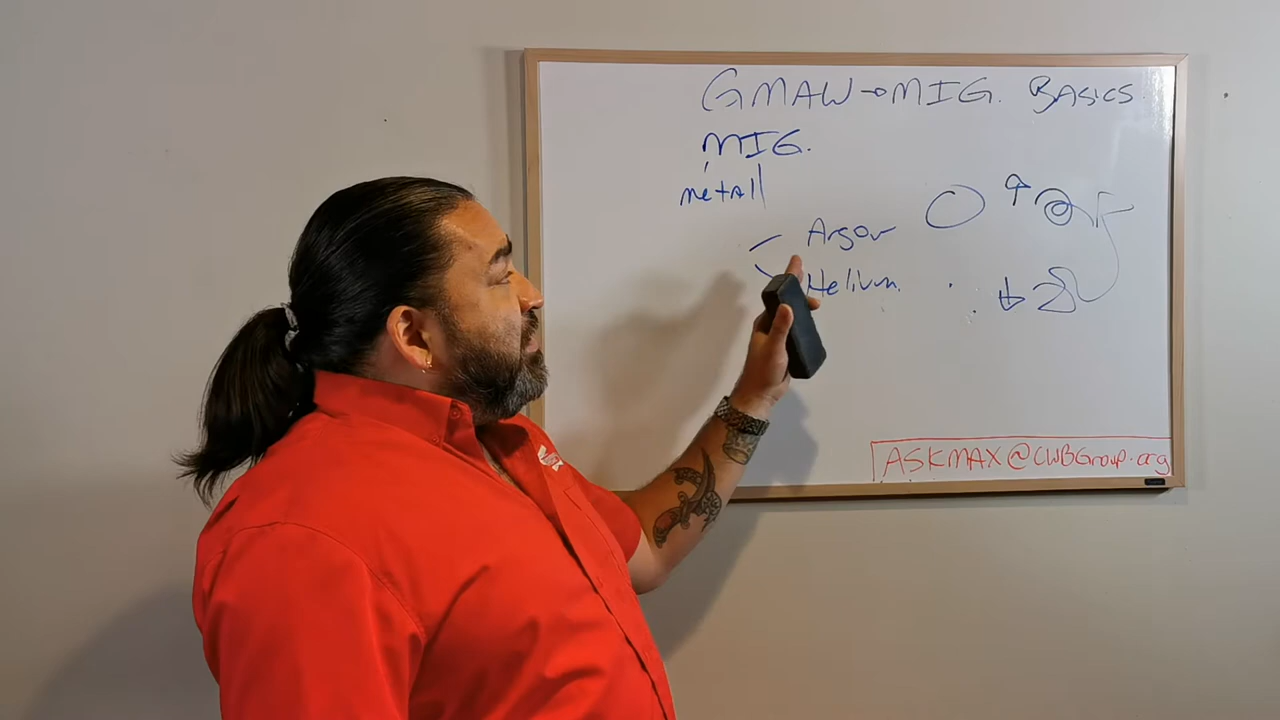 GMAW→MIG. BASICS
MIG.
metall
Argon
Helium.
ASKMAX@CWBGroup.org